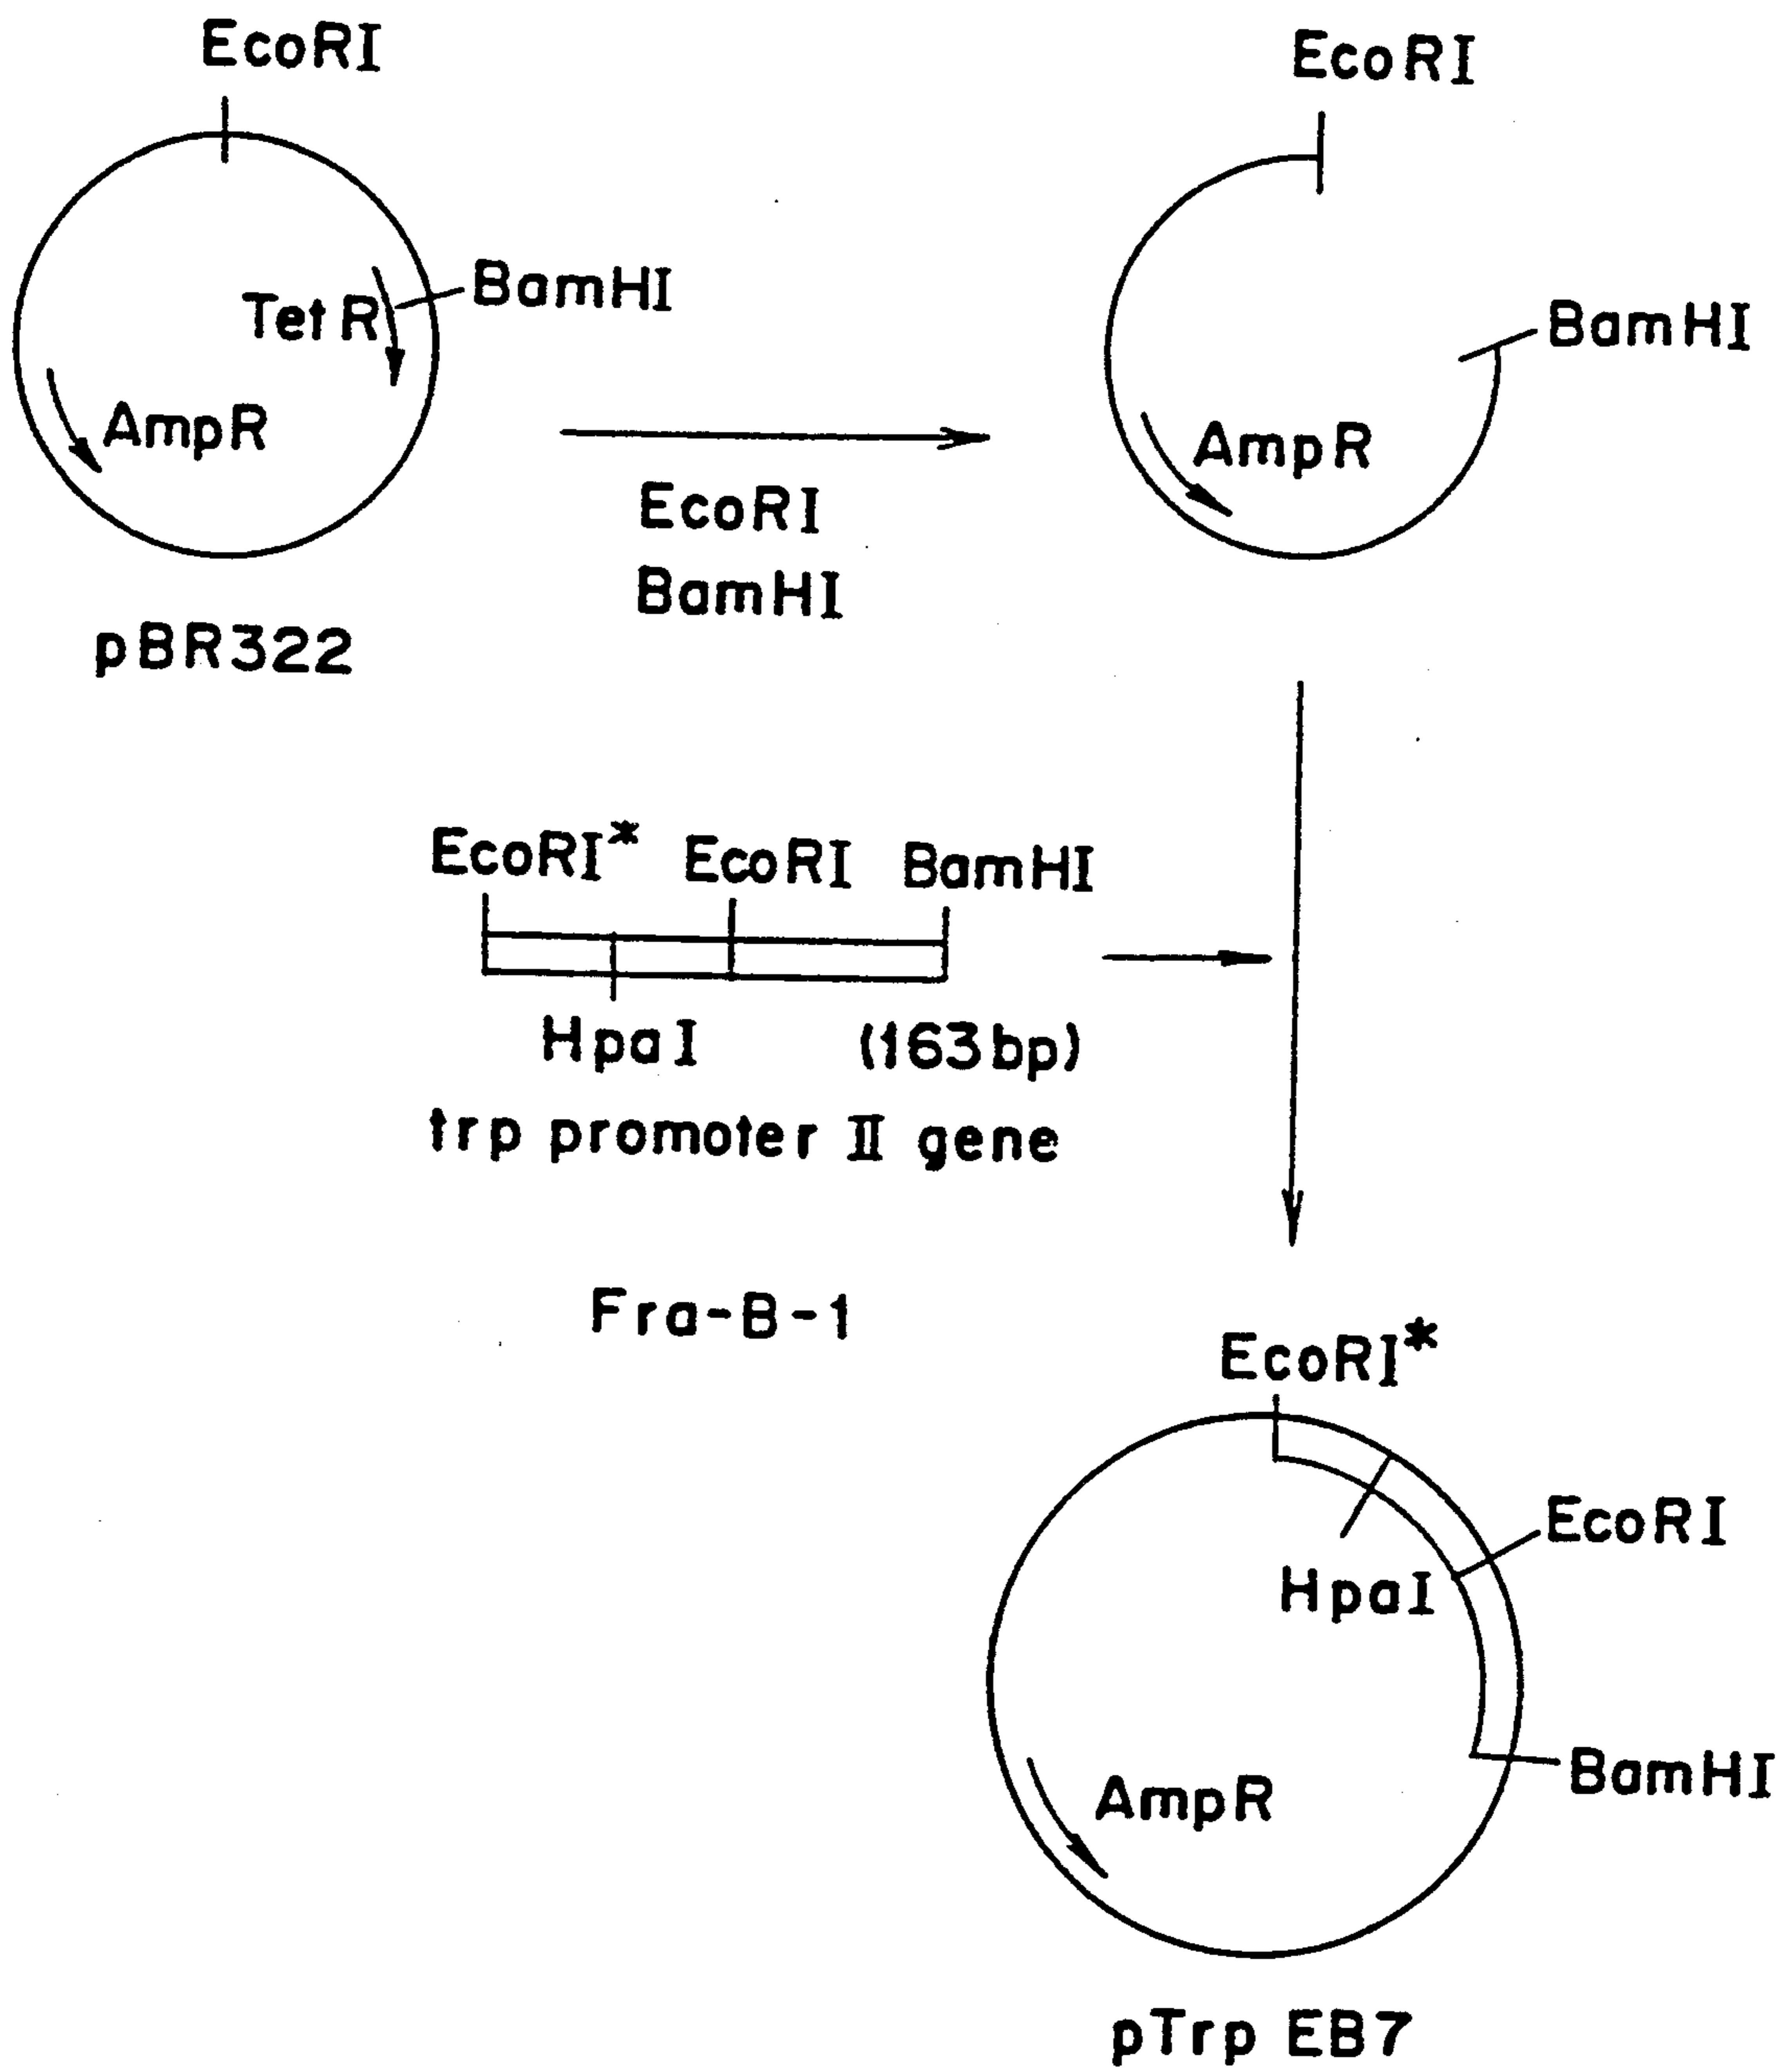 EcoRI
BamHI
TetR
AmpR
pBR322
EcoRI
BamHI
EcoRI
BamHI
AmpR
EcoRI* EcoRI BamHI
HpaI (163bp)
trp promoter II gene
Fra-B-1
EcoRI*
EcoRI
HpaI
BamHI
AmpR
pTrp EB7